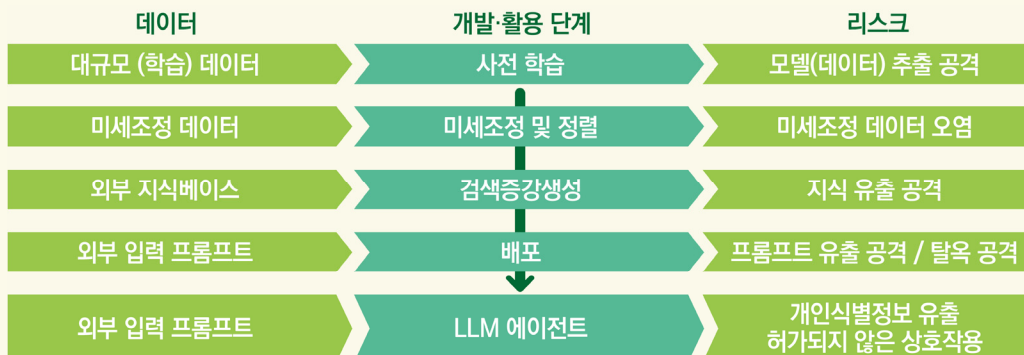 데이터 개발·활용 단계 리스크
대규모 (학습) 데이터 사전 학습 모델(데이터) 추출 공격
미세조정 데이터 미세조정 및 정렬 미세조정 데이터 오염
외부 지식베이스 검색증강생성 지식 유출 공격
외부 입력 프롬프트 배포 프롬프트 유출 공격 / 탈옥 공격
외부 입력 프롬프트 LLM 에이전트 개인식별정보 유출
허가되지 않은 상호작용